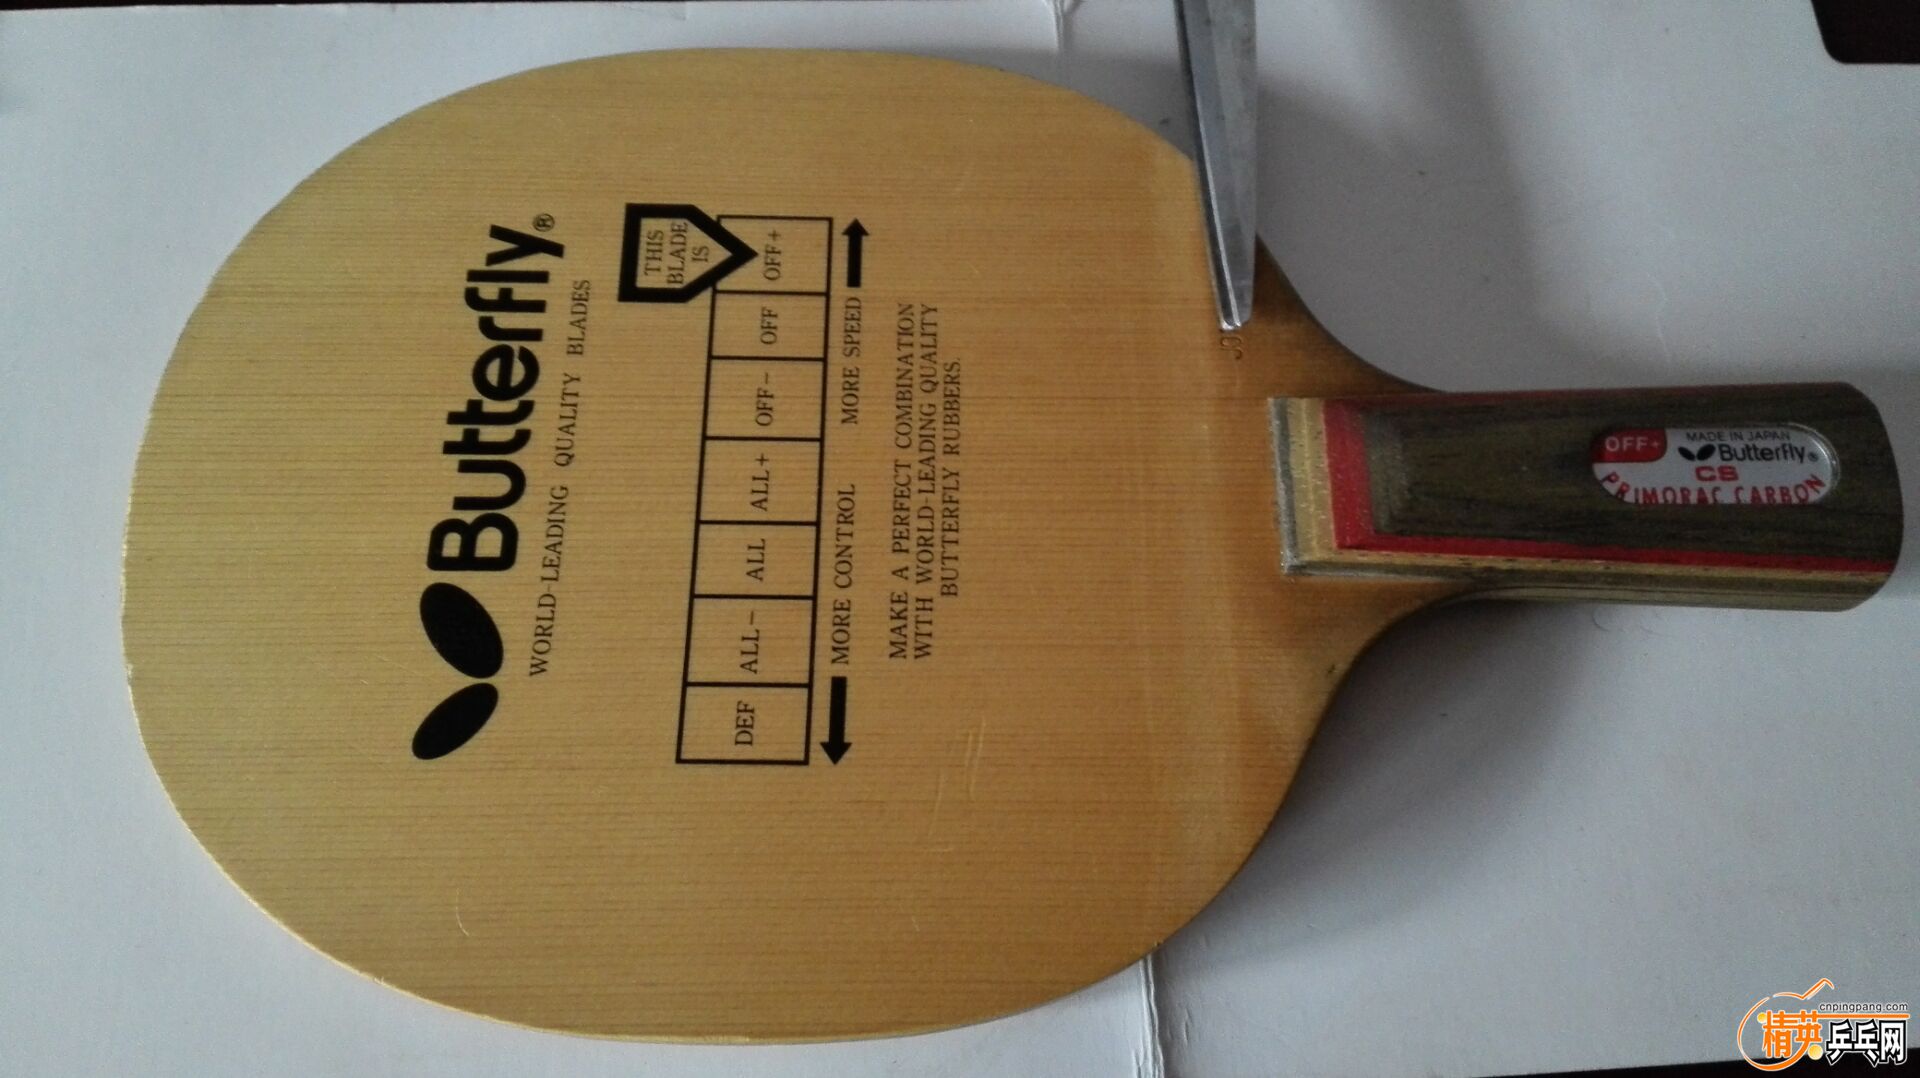 Butterfly®
WORLD-LEADING QUALITY BLADES
THIS
BLADE
IS
DEF ALL− ALL ALL+ OFF− OFF OFF+
MORE CONTROL MORE SPEED
MAKE A PERFECT COMBINATION
WITH WORLD-LEADING QUALITY
BUTTERFLY RUBBERS.
OFF+
MADE IN JAPAN
Butterfly®
CS
PRIMORAC CARBON
cnpingpang.com
精英乒乓网